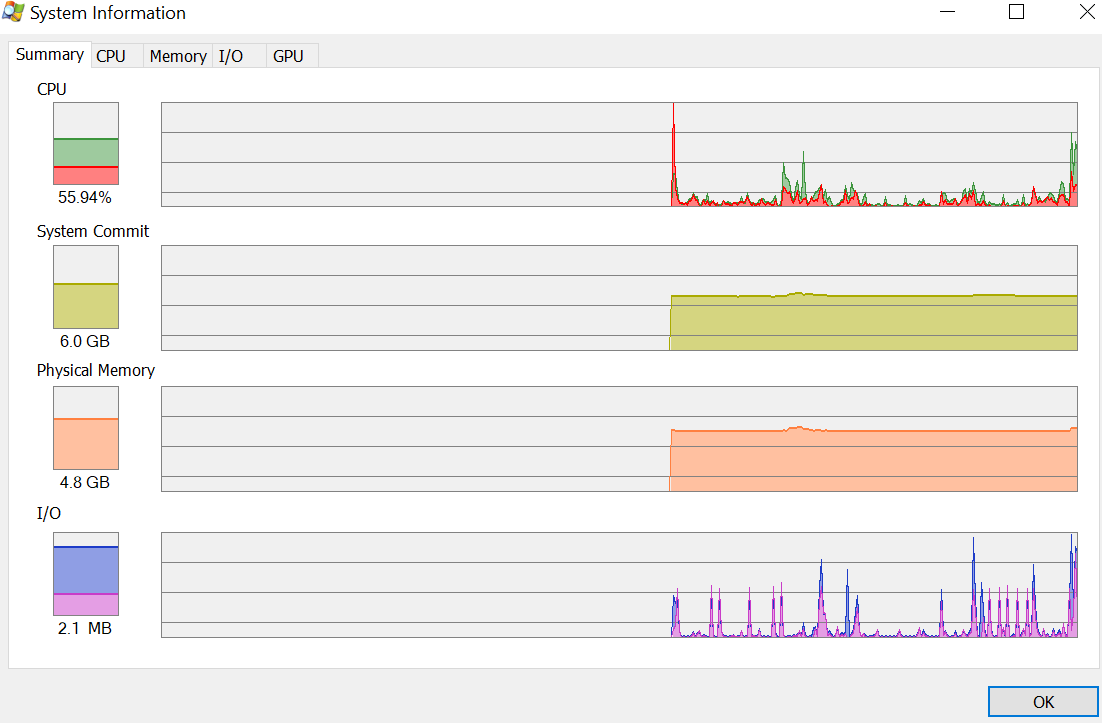 System Information
Summary CPU Memory I/O GPU
CPU
55.94%
System Commit
6.0 GB
Physical Memory
4.8 GB
I/O
2.1 MB
OK